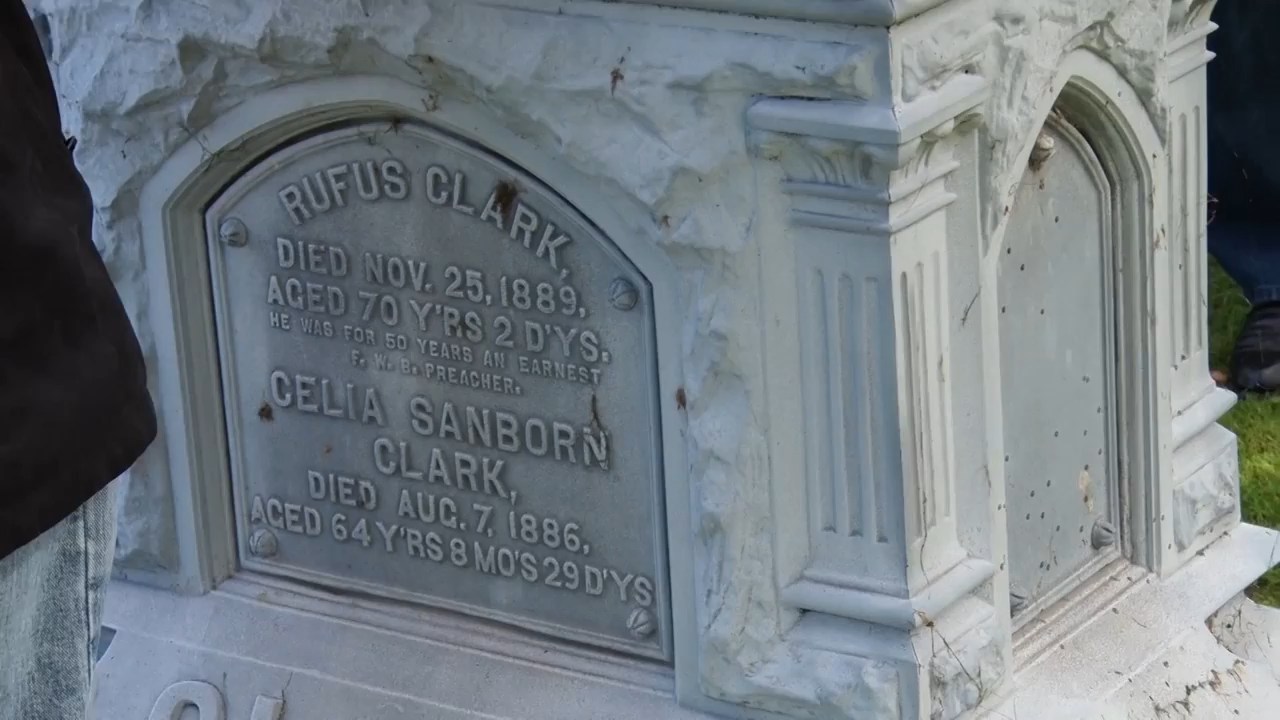 RUFUS CLARK,
DIED NOV. 25, 1889,
AGED 70 Y'RS 2 D'YS.
HE WAS FOR 50 YEARS AN EARNEST
F. W. B. PREACHER.
CELIA SANBORN
CLARK,
DIED AUG. 7, 1886,
AGED 64 Y'RS 8 MO'S 29 D'YS